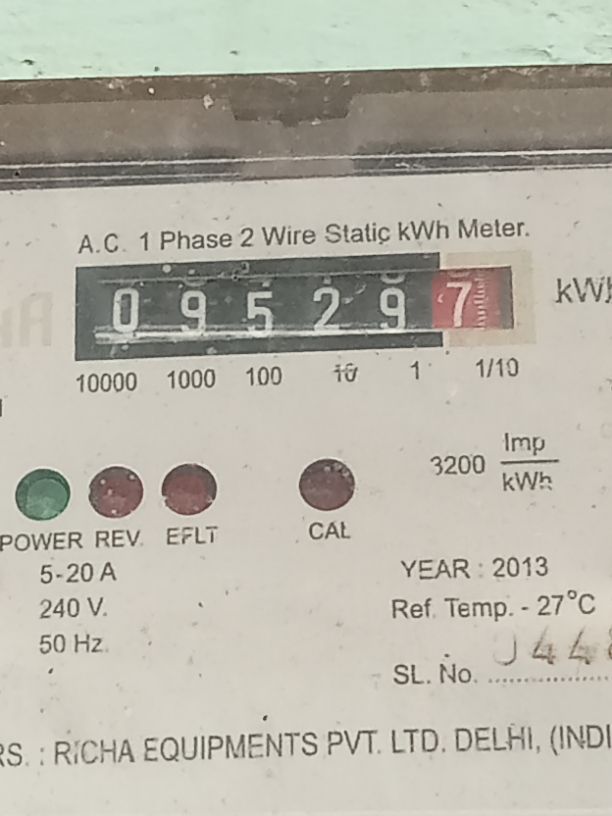 A.C. 1 Phase 2 Wire Static kWh Meter.
0 9 5 2 9 7
10000 1000 100 10 1 1/10
3200 Imp
kWh
POWER REV. EFLT CAL
5-20 A
240 V.
50 Hz.
YEAR : 2013
Ref. Temp. - 27°C
SL. No.
RICHA EQUIPMENTS PVT. LTD. DELHI,